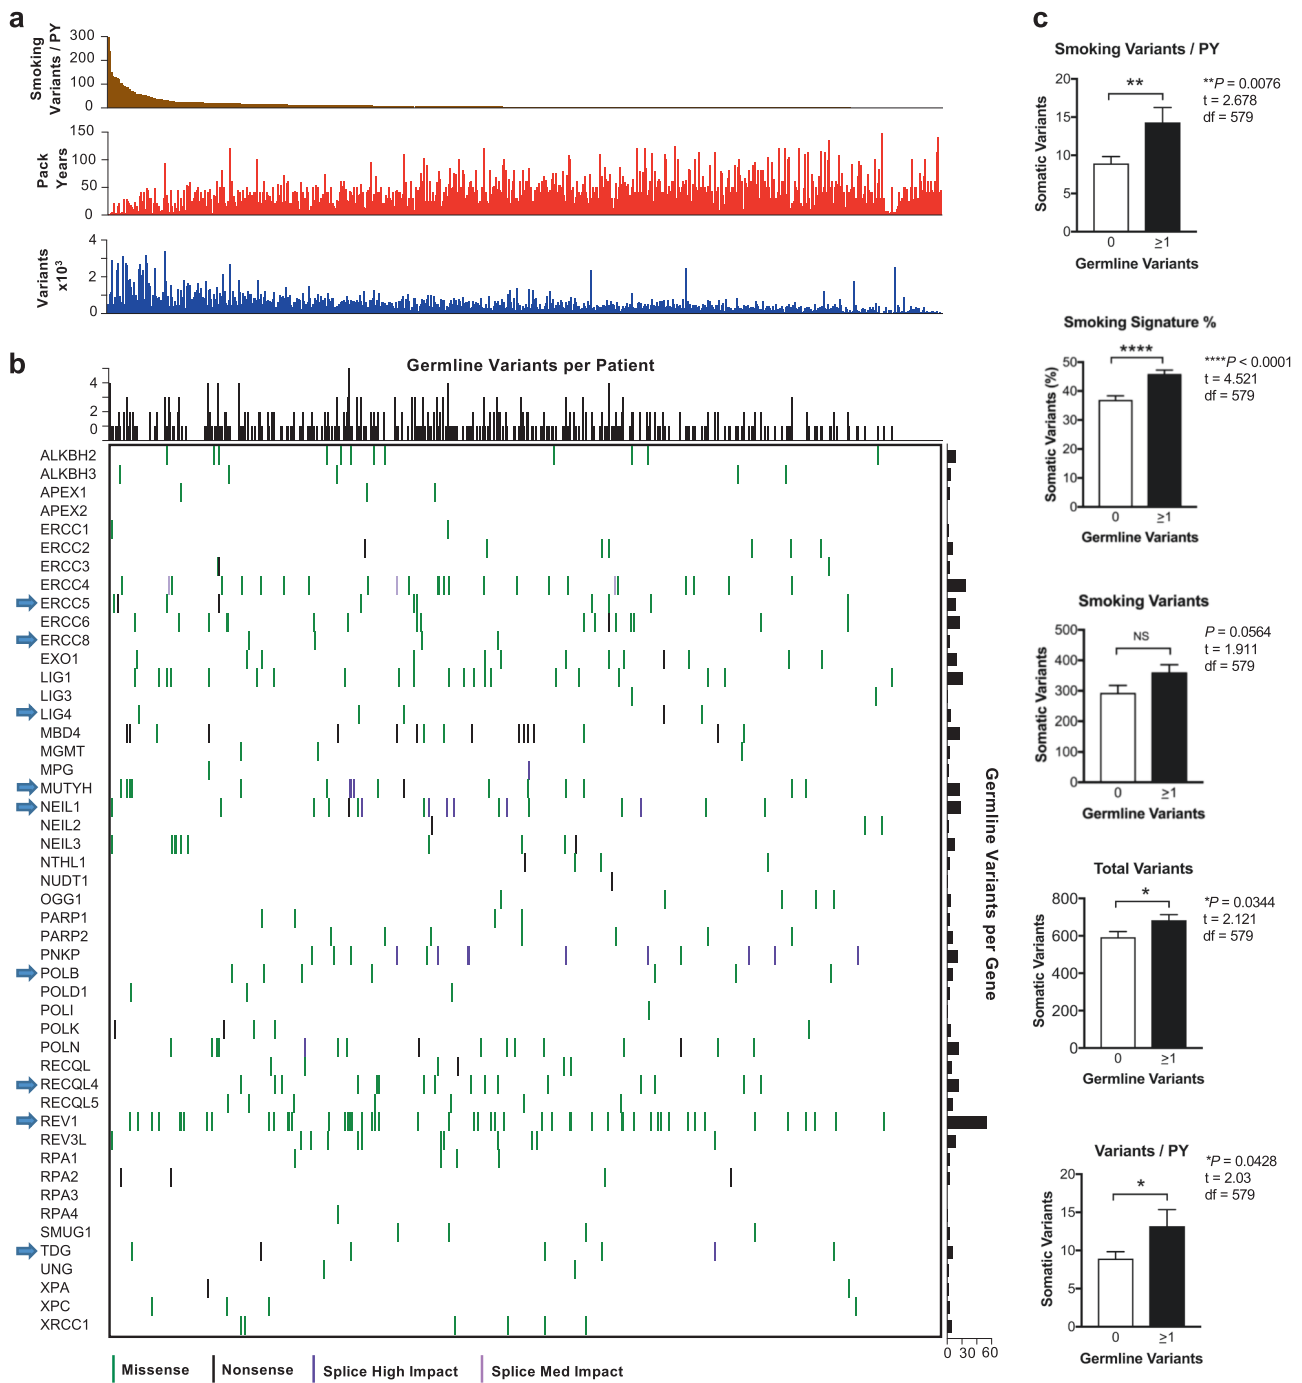 a
Smoking
Variants / PY
300
200
100
0
Pack
Years
150
100
50
0
Variants
x10³
4
2
0
b
Germline Variants per Patient
4
2
0
ALKBH2
ALKBH3
APEX1
APEX2
ERCC1
ERCC2
ERCC3
ERCC4
ERCC5
ERCC6
ERCC8
EXO1
LIG1
LIG3
LIG4
MBD4
MGMT
MPG
MUTYH
NEIL1
NEIL2
NEIL3
NTHL1
NUDT1
OGG1
PARP1
PARP2
PNKP
POLB
POLD1
POLI
POLK
POLN
RECQL
RECQL4
RECQL5
REV1
REV3L
RPA1
RPA2
RPA3
RPA4
SMUG1
TDG
UNG
XPA
XPC
XRCC1
Germline Variants per Gene
0 30 60
Missense
Nonsense
Splice High Impact
Splice Med Impact
c
Smoking Variants / PY
Somatic Variants
20
15
10
5
0
**
**P = 0.0076
t = 2.678
df = 579
0 ≥1
Germline Variants
Smoking Signature %
Somatic Variants (%)
50
40
30
20
10
0
****
****P < 0.0001
t = 4.521
df = 579
0 ≥1
Germline Variants
Smoking Variants
Somatic Variants
500
400
300
200
100
0
NS
P = 0.0564
t = 1.911
df = 579
0 ≥1
Germline Variants
Total Variants
Somatic Variants
800
600
400
200
0
*
*P = 0.0344
t = 2.121
df = 579
0 ≥1
Germline Variants
Variants / PY
Somatic Variants
20
15
10
5
0
*
*P = 0.0428
t = 2.03
df = 579
0 ≥1
Germline Variants